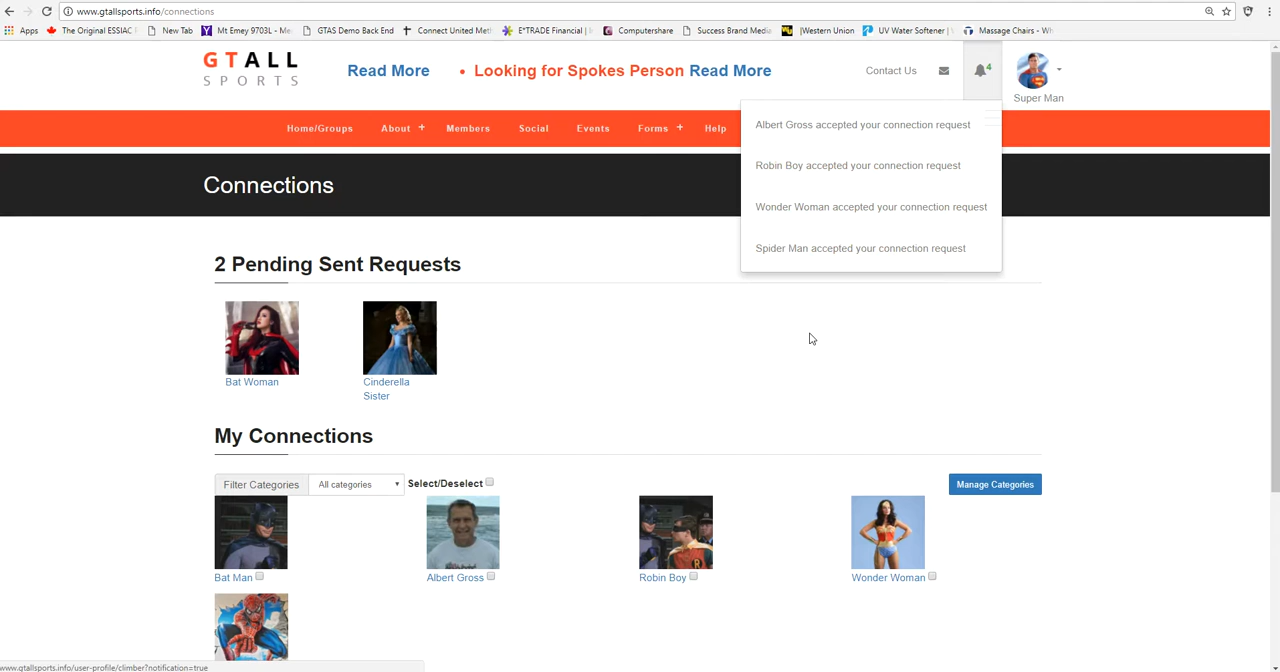 www.gtallsports.info/connections
Apps The Original ESSIAC New Tab Mt Emey 9703L - Me GTAS Demo Back End Connect United Met E*TRADE Financial | Computershare Success Brand Media |Western Union UV Water Softener | Massage Chairs - Wh
GTALL
SPORTS
Read More • Looking for Spokes Person Read More
Contact Us
4
Super Man
Home/Groups About + Members Social Events Forms + Help
Albert Gross accepted your connection request
Robin Boy accepted your connection request
Wonder Woman accepted your connection request
Spider Man accepted your connection request
Connections
2 Pending Sent Requests
Bat Woman
Cinderella
Sister
My Connections
Filter Categories All categories Select/Deselect Manage Categories
Bat Man Albert Gross Robin Boy Wonder Woman
www.gtallsports.info/user-profile/climber?notification=true